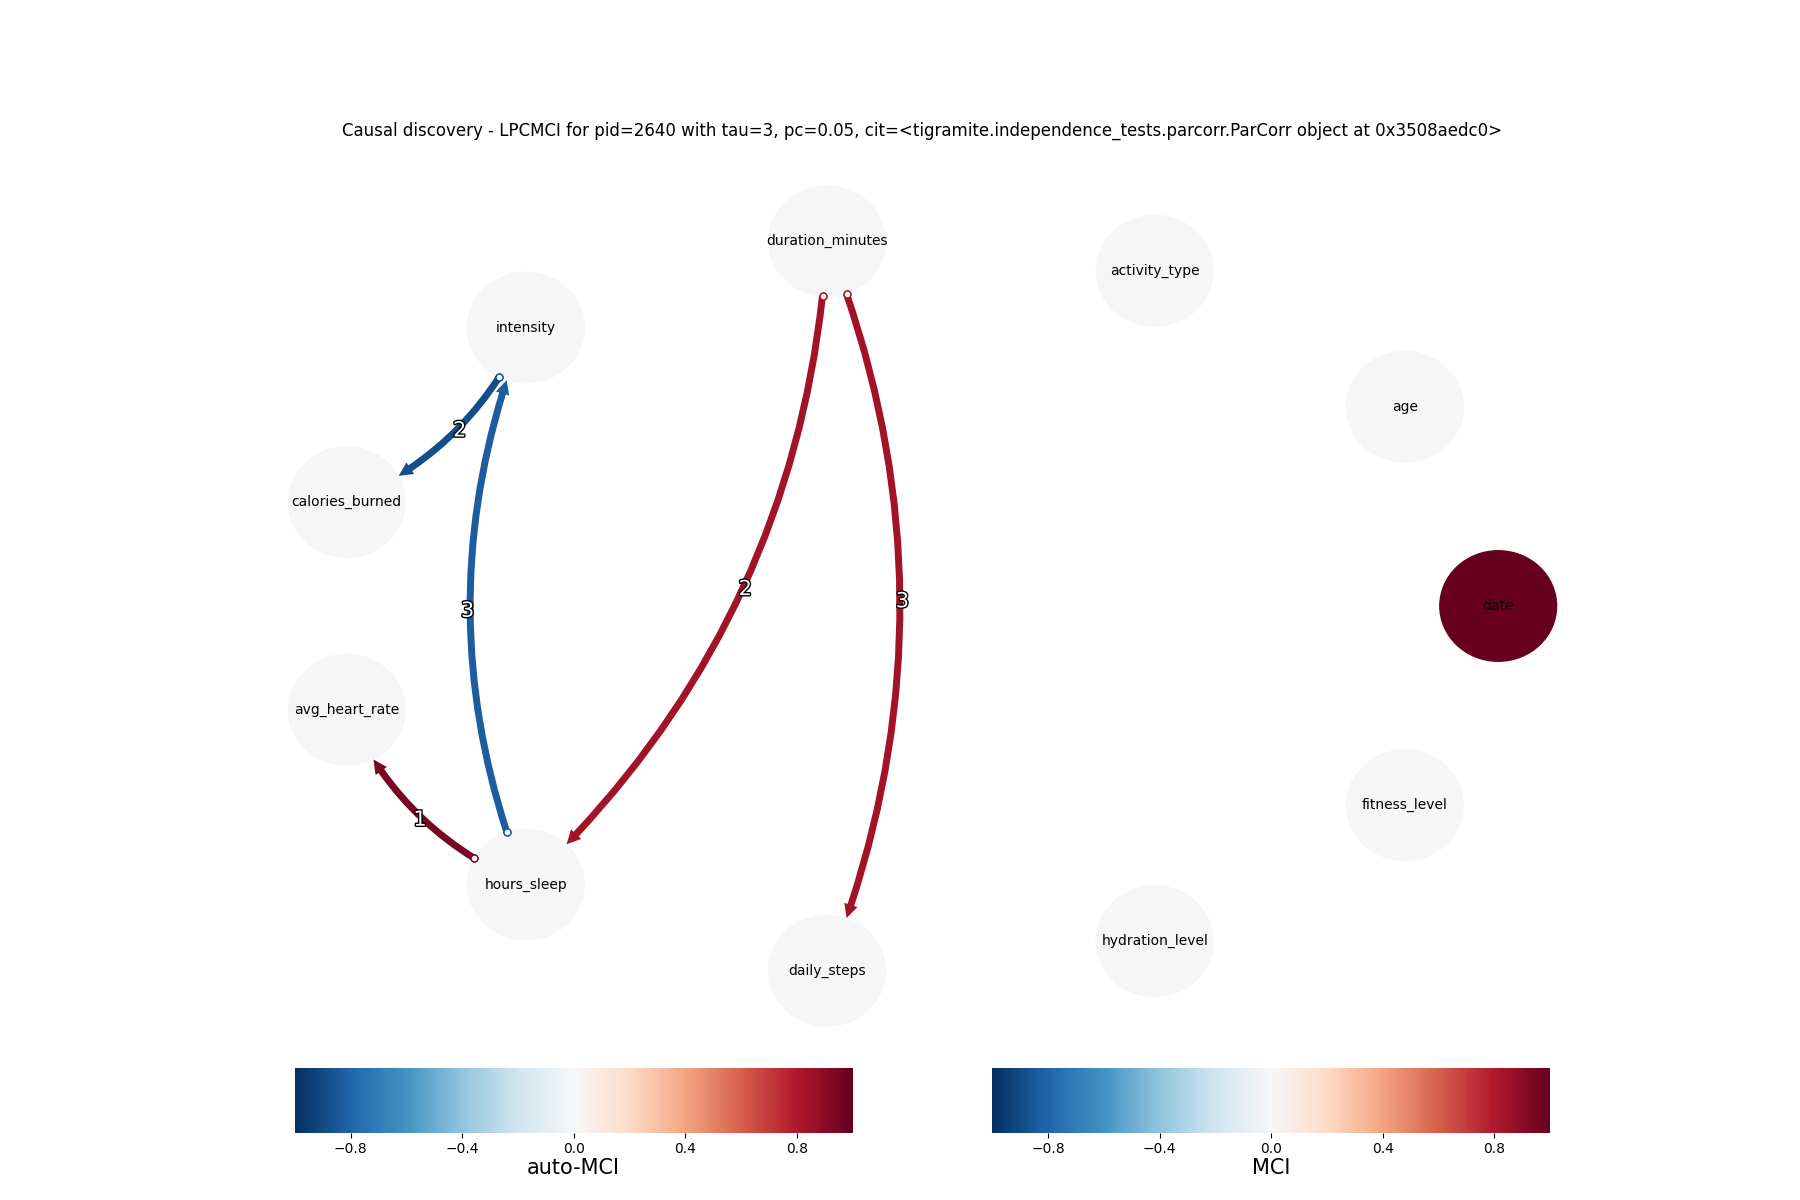 Causal discovery - LPCMCI for pid=2640 with tau=3, pc=0.05, cit=<tigramite.independence_tests.parcorr.ParCorr object at 0x3508aedc0>
duration_minutes
activity_type
intensity
age
2
calories_burned
2
3
3
date
avg_heart_rate
1
fitness_level
hours_sleep
hydration_level
daily_steps
−0.8 −0.4 0.0 0.4 0.8
auto-MCI
−0.8 −0.4 0.0 0.4 0.8
MCI